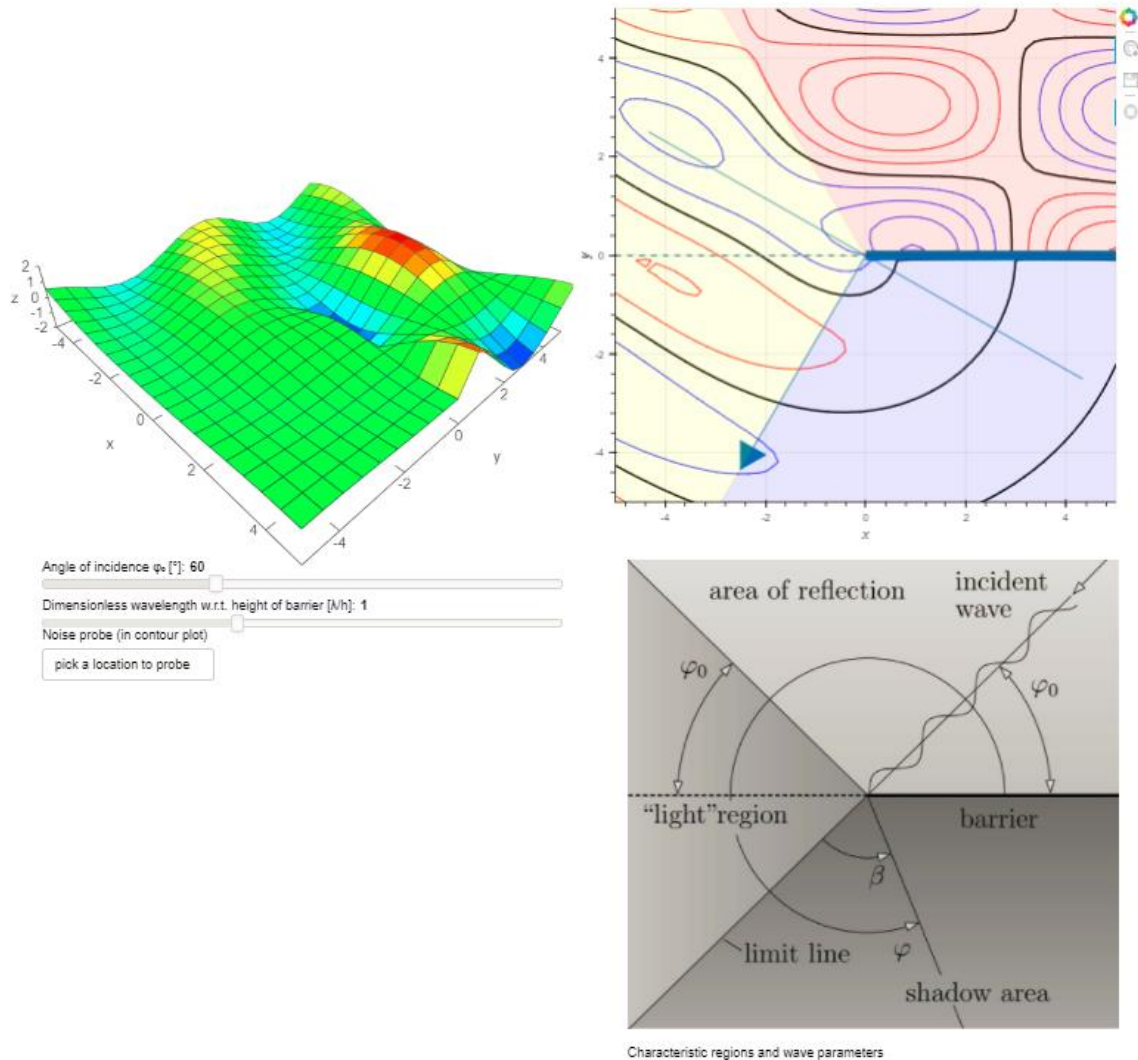 2
1
z 0
-1
-2
-4
-2
0
2
4
x
4
2
0
-2
-4
y
4
2
0
-2
-4
y
-4
-2
0
2
4
x
Angle of incidence φ₀ [°]: 60
Dimensionless wavelength w.r.t. height of barrier [λ/h]: 1
Noise probe (in contour plot)
pick a location to probe
area of reflection
incident
wave
φ₀
φ₀
“light” region
barrier
β
limit line
φ
shadow area
Characteristic regions and wave parameters